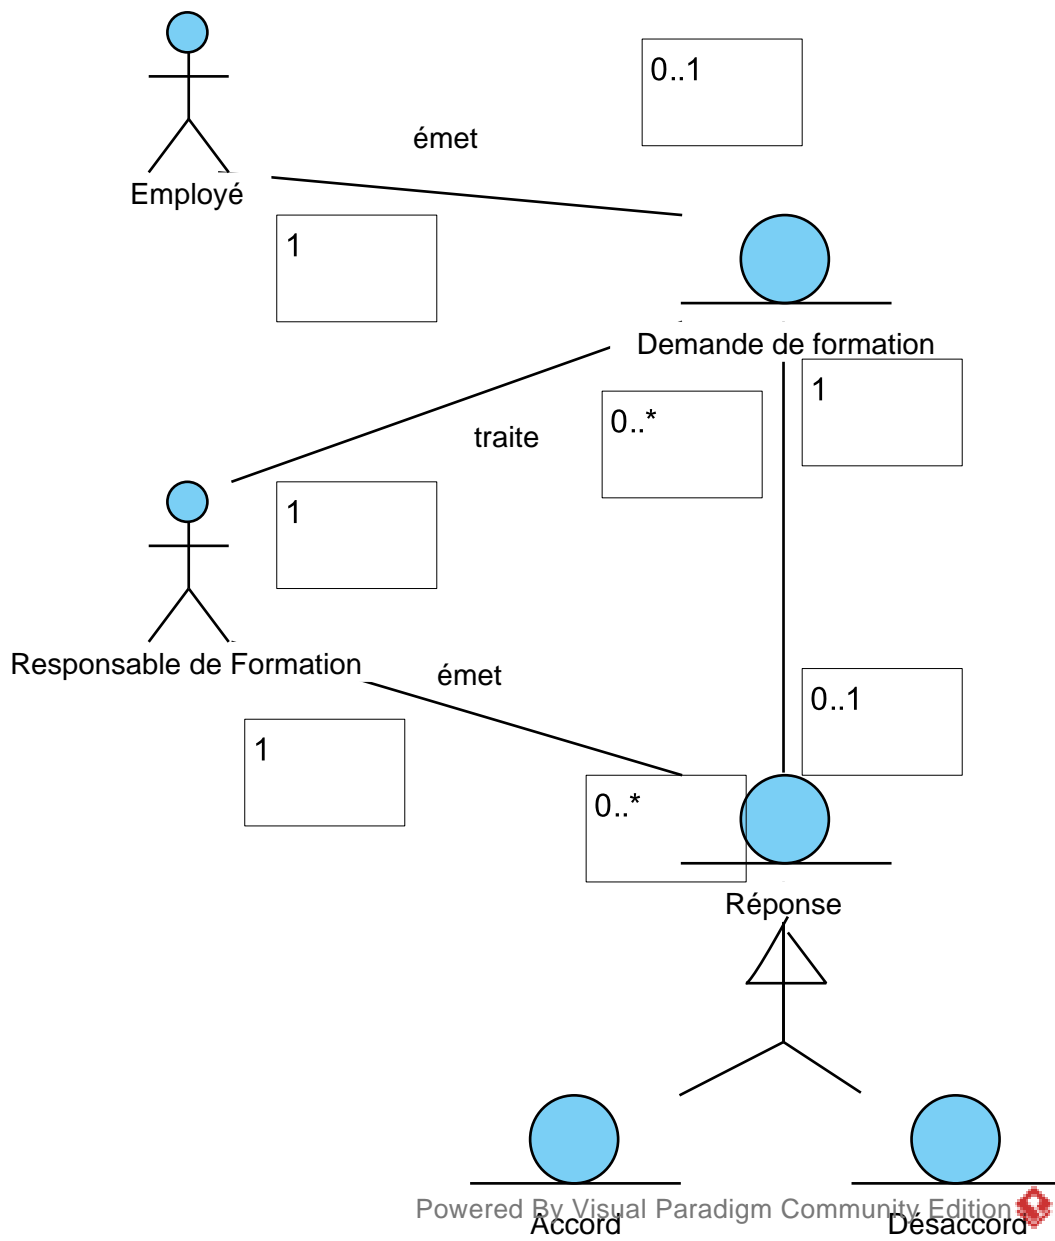 0..1
émet
Employé
1
Demande de formation
1
0..*
traite
1
Responsable de Formation
émet
0..1
1
0..*
Réponse
Powered By Visual Paradigm Community Edition
Accord
Désaccord